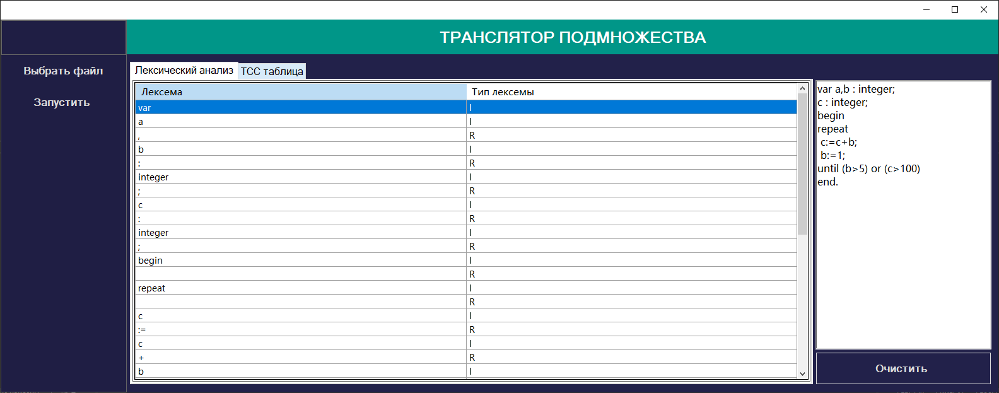 ТРАНСЛЯТОР ПОДМНОЖЕСТВА
Выбрать файл
Запустить
Лексический анализ ТСС таблица
Лексема Тип лексемы
var I
a I
, R
b I
: R
integer I
; R
c I
: R
integer I
; R
begin I
R
repeat I
R
c I
:= R
c I
+ R
b I
var a,b : integer;
c : integer;
begin
repeat
c:=c+b;
b:=1;
until (b>5) or (c>100)
end.
Очистить